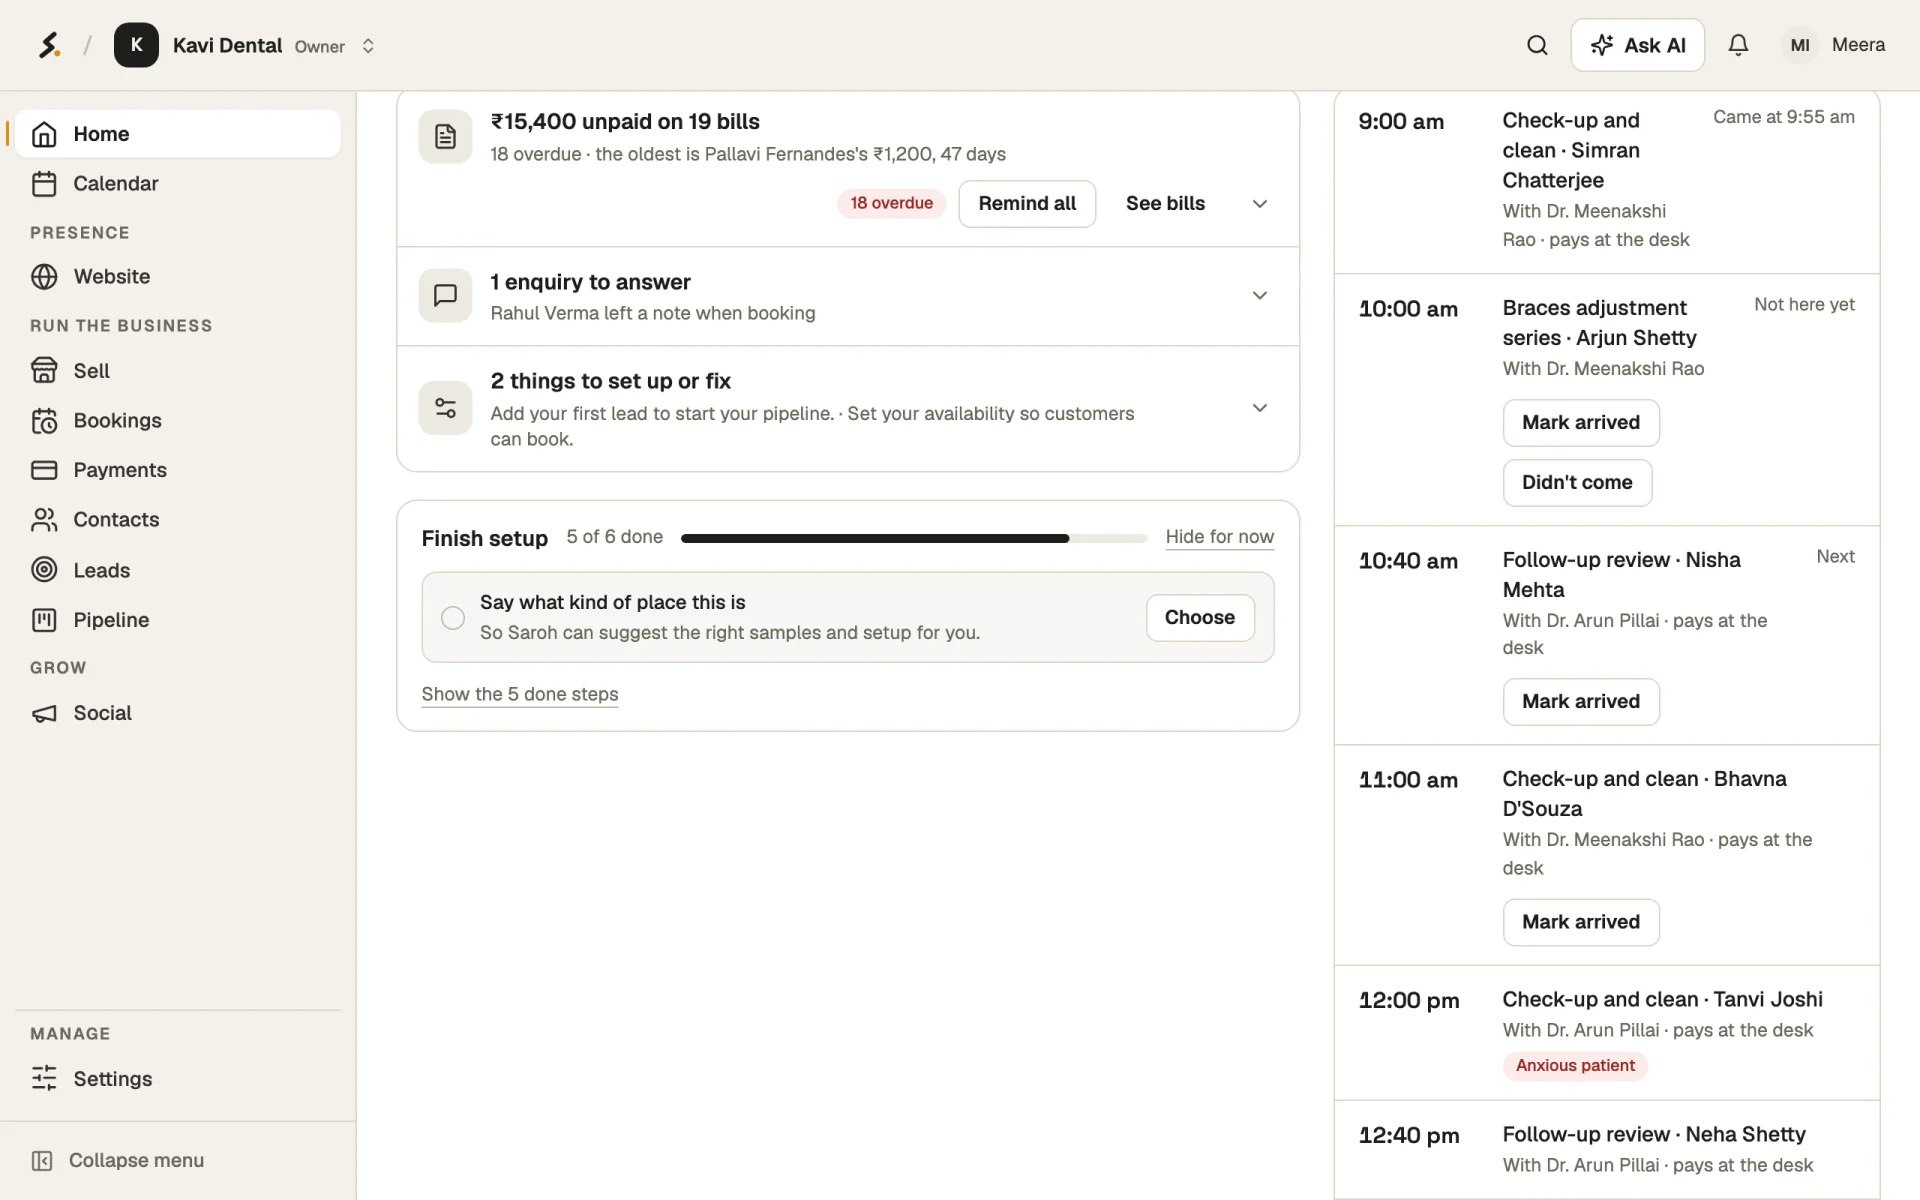 / K Kavi Dental Owner
Ask AI
MI Meera
Home
Calendar
PRESENCE
Website
RUN THE BUSINESS
Sell
Bookings
Payments
Contacts
Leads
Pipeline
GROW
Social
MANAGE
Settings
Collapse menu
₹15,400 unpaid on 19 bills
18 overdue · the oldest is Pallavi Fernandes's ₹1,200, 47 days
18 overdue Remind all See bills
1 enquiry to answer
Rahul Verma left a note when booking
2 things to set up or fix
Add your first lead to start your pipeline. · Set your availability so customers
can book.
Finish setup 5 of 6 done Hide for now
Say what kind of place this is
So Saroh can suggest the right samples and setup for you.
Choose
Show the 5 done steps
9:00 am
Check-up and
clean · Simran
Chatterjee
Came at 9:55 am
With Dr. Meenakshi
Rao · pays at the desk
10:00 am
Braces adjustment
series · Arjun Shetty
Not here yet
With Dr. Meenakshi Rao
Mark arrived
Didn't come
10:40 am
Follow-up review · Nisha
Mehta
Next
With Dr. Arun Pillai · pays at the
desk
Mark arrived
11:00 am
Check-up and clean · Bhavna
D'Souza
With Dr. Meenakshi Rao · pays at the
desk
Mark arrived
12:00 pm
Check-up and clean · Tanvi Joshi
With Dr. Arun Pillai · pays at the desk
Anxious patient
12:40 pm
Follow-up review · Neha Shetty
With Dr. Arun Pillai · pays at the desk